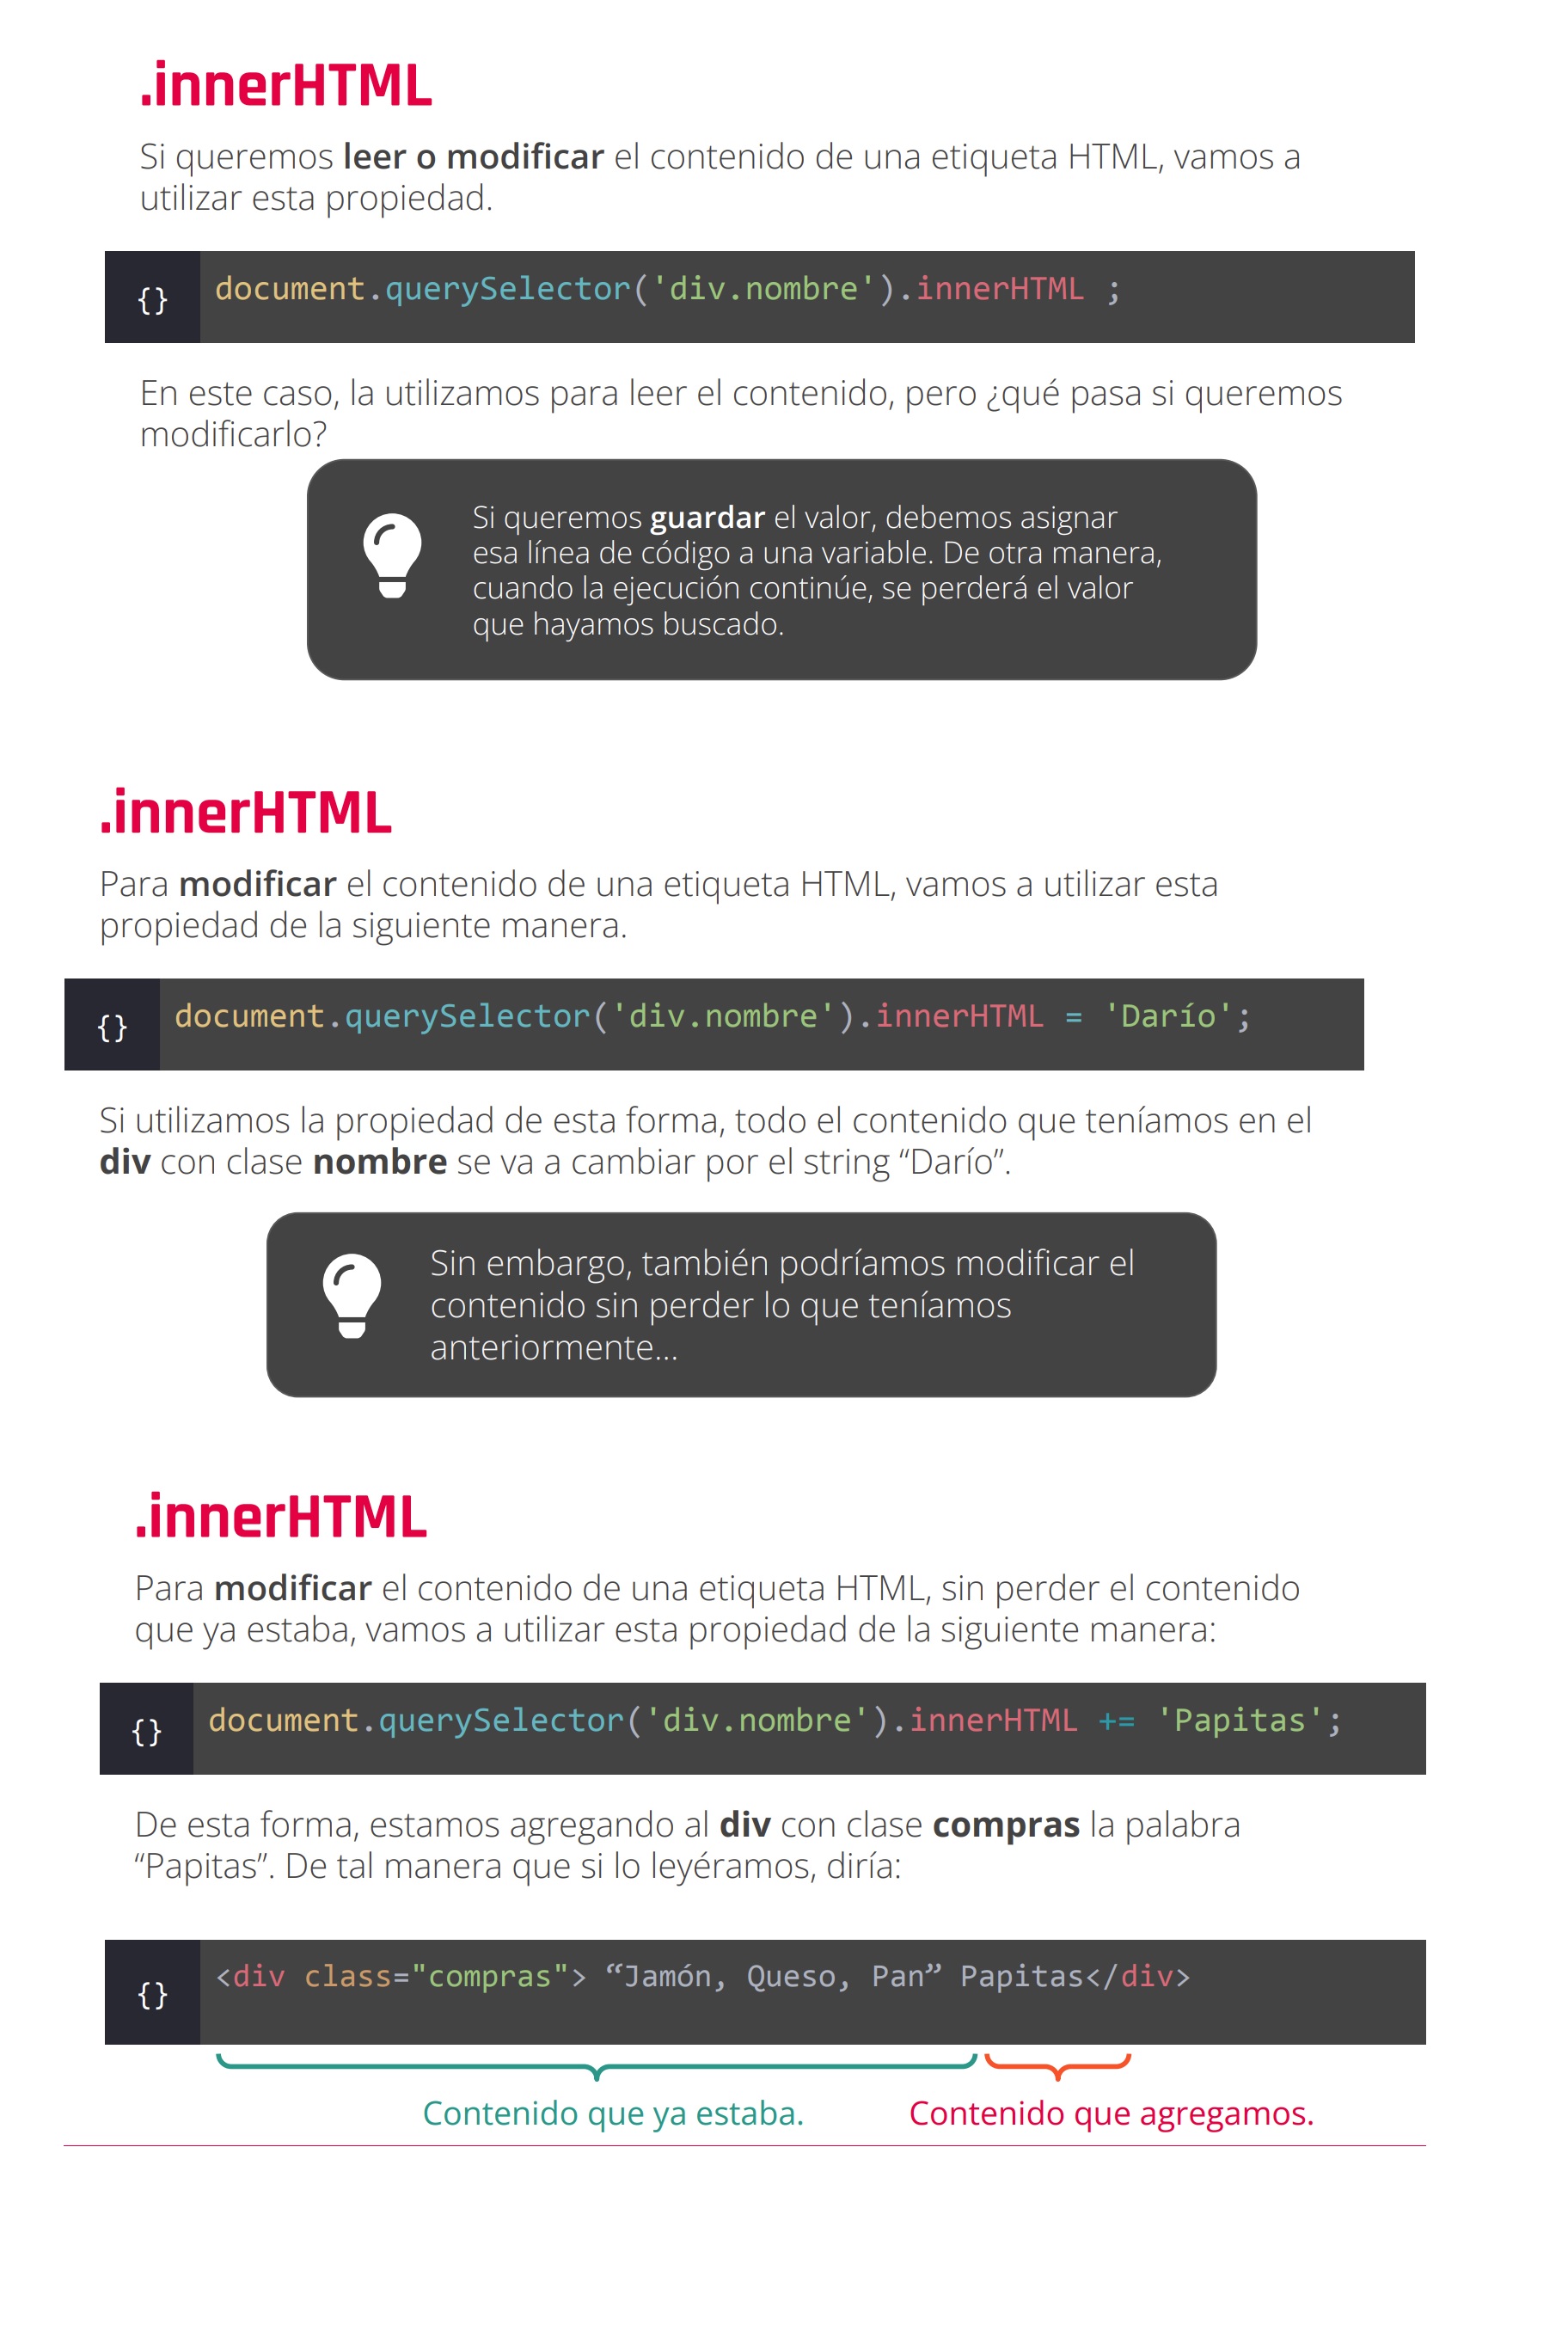 .innerHTML
Si queremos leer o modificar el contenido de una etiqueta HTML, vamos a
utilizar esta propiedad.
{} document.querySelector('div.nombre').innerHTML ;
En este caso, la utilizamos para leer el contenido, pero ¿qué pasa si queremos
modificarlo?
Si queremos guardar el valor, debemos asignar
esa línea de código a una variable. De otra manera,
cuando la ejecución continúe, se perderá el valor
que hayamos buscado.
.innerHTML
Para modificar el contenido de una etiqueta HTML, vamos a utilizar esta
propiedad de la siguiente manera.
{} document.querySelector('div.nombre').innerHTML = 'Darío';
Si utilizamos la propiedad de esta forma, todo el contenido que teníamos en el
div con clase nombre se va a cambiar por el string “Darío”.
Sin embargo, también podríamos modificar el
contenido sin perder lo que teníamos
anteriormente...
.innerHTML
Para modificar el contenido de una etiqueta HTML, sin perder el contenido
que ya estaba, vamos a utilizar esta propiedad de la siguiente manera:
{} document.querySelector('div.nombre').innerHTML += 'Papitas';
De esta forma, estamos agregando al div con clase compras la palabra
“Papitas”. De tal manera que si lo leyéramos, diría:
{} <div class="compras"> “Jamón, Queso, Pan” Papitas</div>
Contenido que ya estaba. Contenido que agregamos.